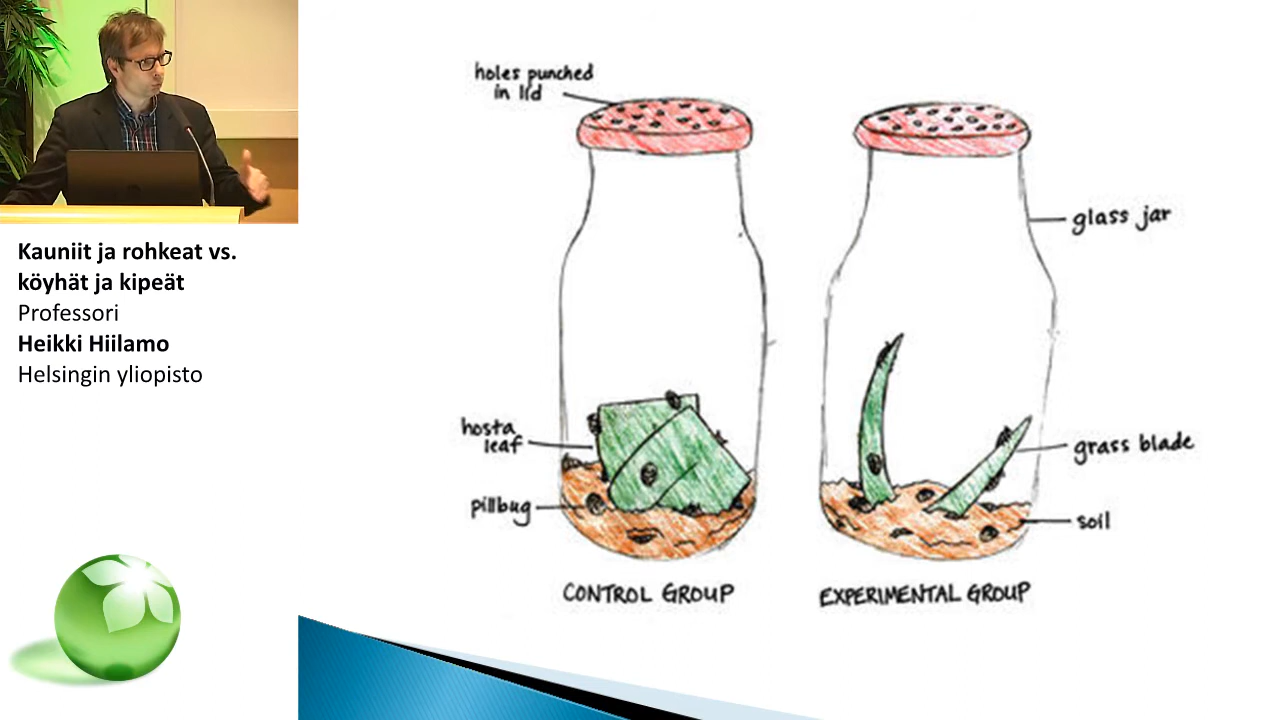 Kauniit ja rohkeat vs.
köyhät ja kipeät
Professori
Heikki Hiilamo
Helsingin yliopisto
holes punched
in lid
glass jar
hosta
leaf
pillbug
grass blade
soil
CONTROL GROUP
EXPERIMENTAL GROUP